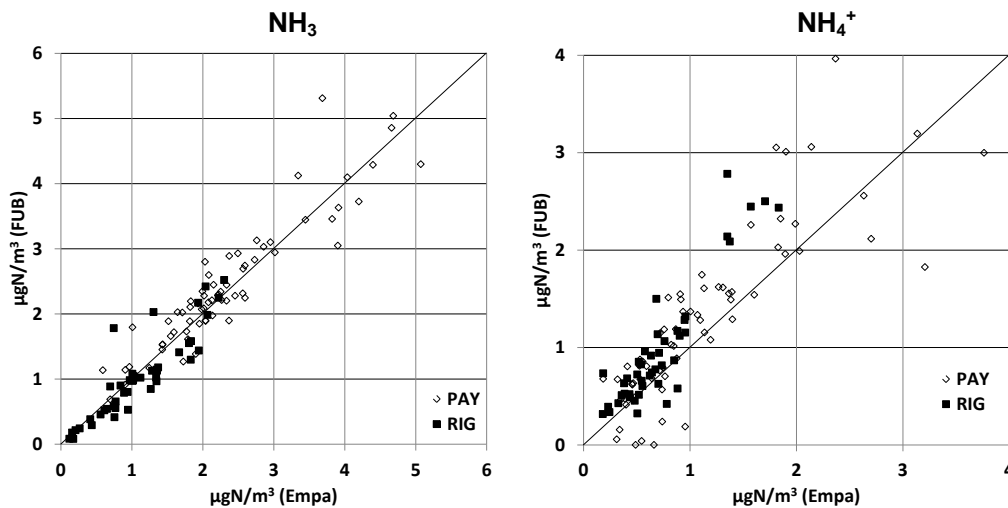 NH₃
6
5
4
3
2
1
0
µgN/m³ (FUB)
0 1 2 3 4 5 6
µgN/m³ (Empa)
PAY
RIG
NH₄⁺
4
3
2
1
0
µgN/m³ (FUB)
0 1 2 3 4
µgN/m³ (Empa)
PAY
RIG